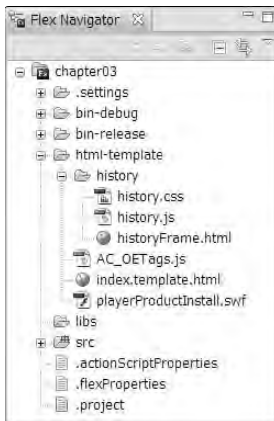 Flex Navigator
chapter03
.settings
bin-debug
bin-release
html-template
history
history.css
history.js
historyFrame.html
AC_OETags.js
index.template.html
playerProductInstall.swf
libs
src
.actionScriptProperties
.flexProperties
.project